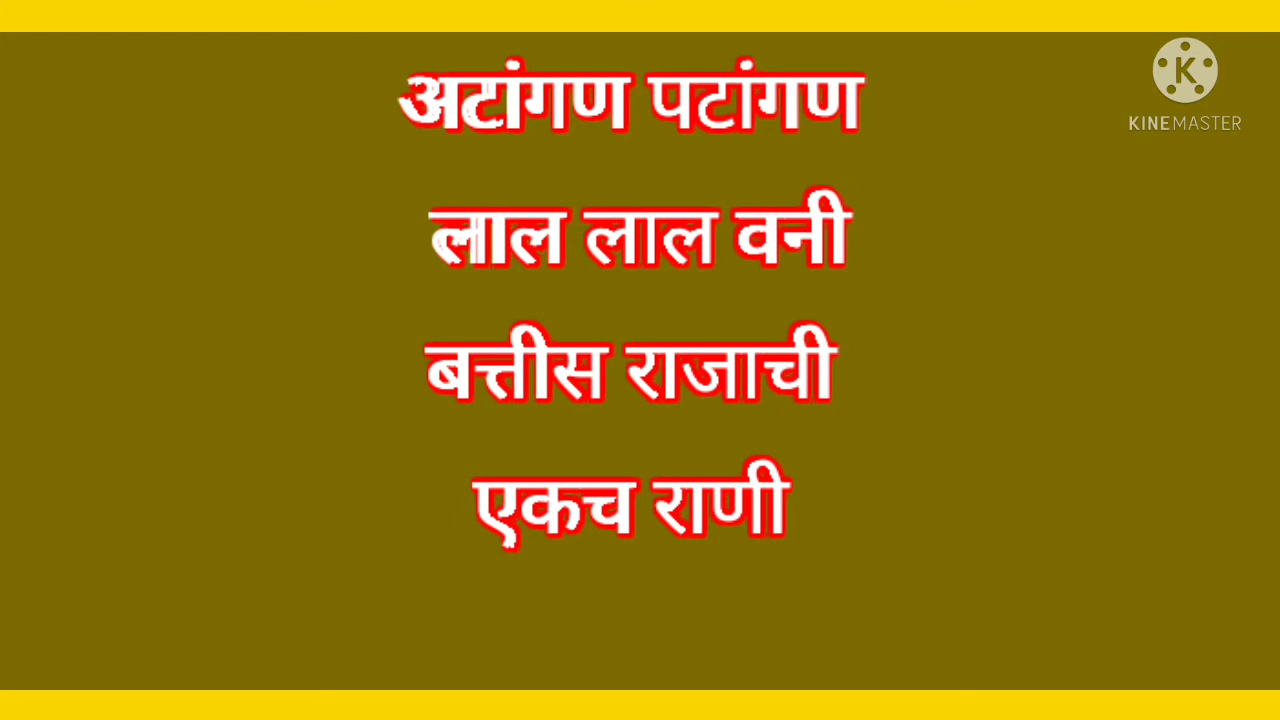 अटांगण पटांगण
लाल लाल वनी
बत्तीस राजाची
एकच राणी
KINEMASTER